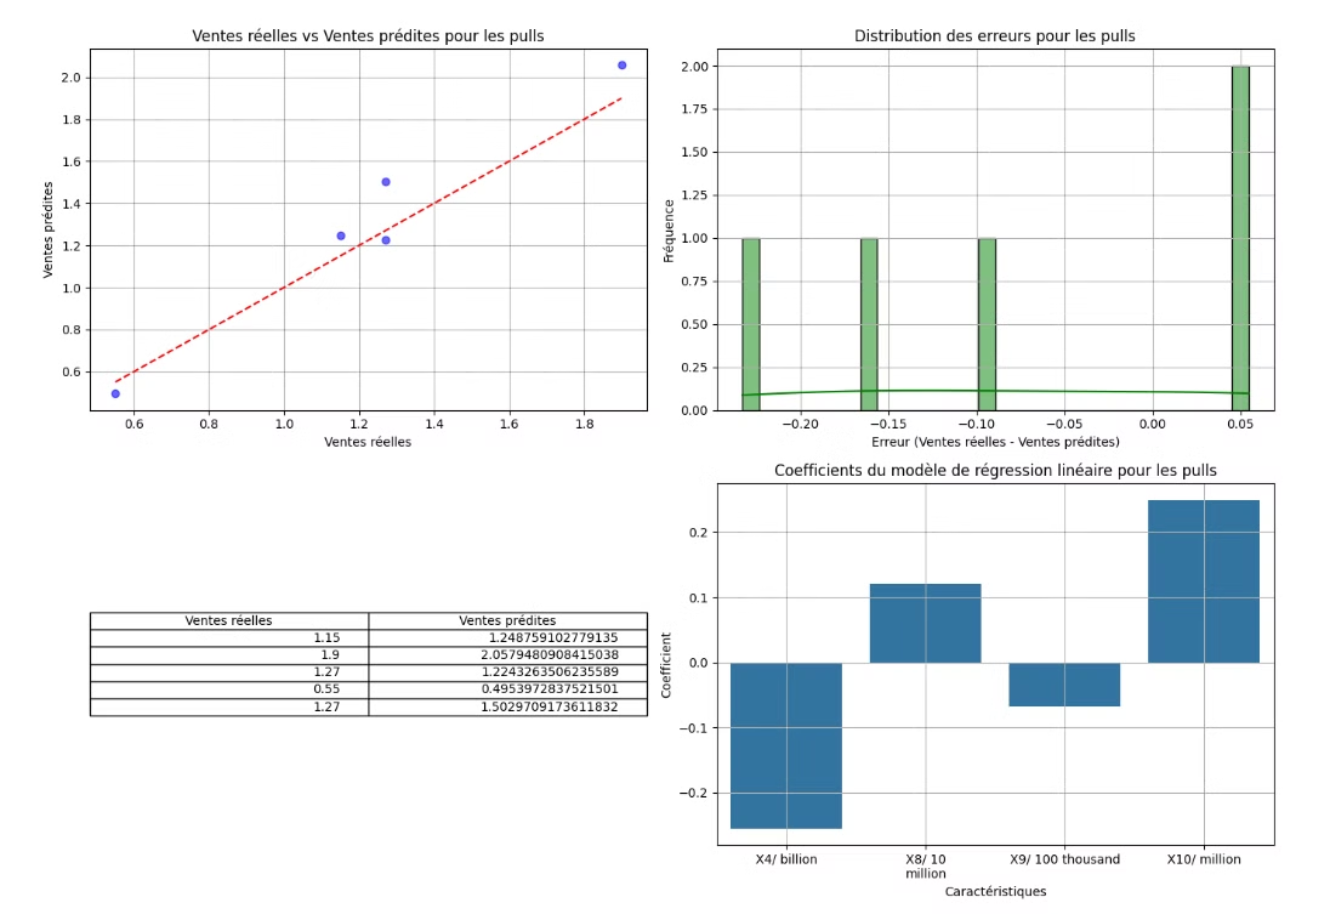 Ventes réelles vs Ventes prédites pour les pulls
2.0
1.8
1.6
1.4
1.2
1.0
0.8
0.6
Ventes prédites
0.6 0.8 1.0 1.2 1.4 1.6 1.8
Ventes réelles
Distribution des erreurs pour les pulls
2.00
1.75
1.50
1.25
1.00
0.75
0.50
0.25
0.00
Fréquence
−0.20 −0.15 −0.10 −0.05 0.00 0.05
Erreur (Ventes réelles - Ventes prédites)
Ventes réelles Ventes prédites
1.15 1.248759102779135
1.9 2.0579480908415038
1.27 1.2243263506235589
0.55 0.4953972837521501
1.27 1.5029709173611832
Coefficients du modèle de régression linéaire pour les pulls
0.2
0.1
0.0
−0.1
−0.2
Coefficient
X4/ billion X8/ 10 X9/ 100 thousand X10/ million
million
Caractéristiques